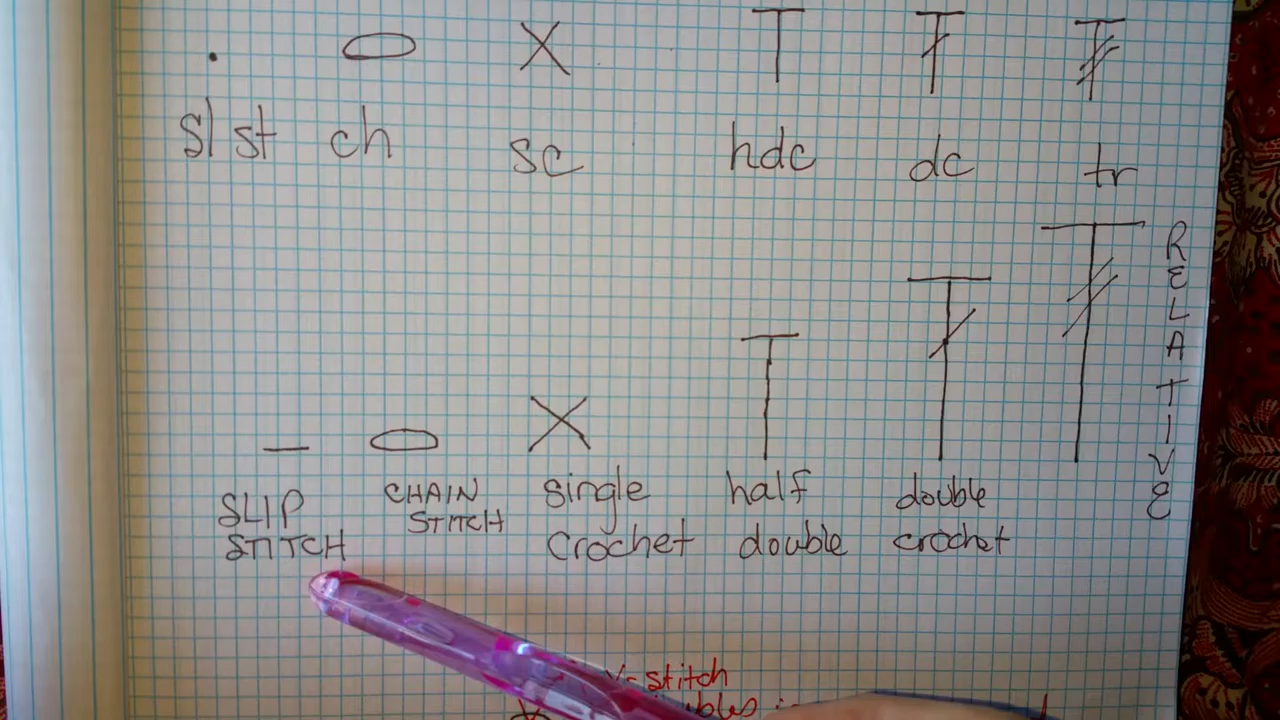 sl st ch sc hdc dc tr
RELATIVE
SLIP STITCH
CHAIN STITCH
single crochet
half double
double crochet
V-stitch